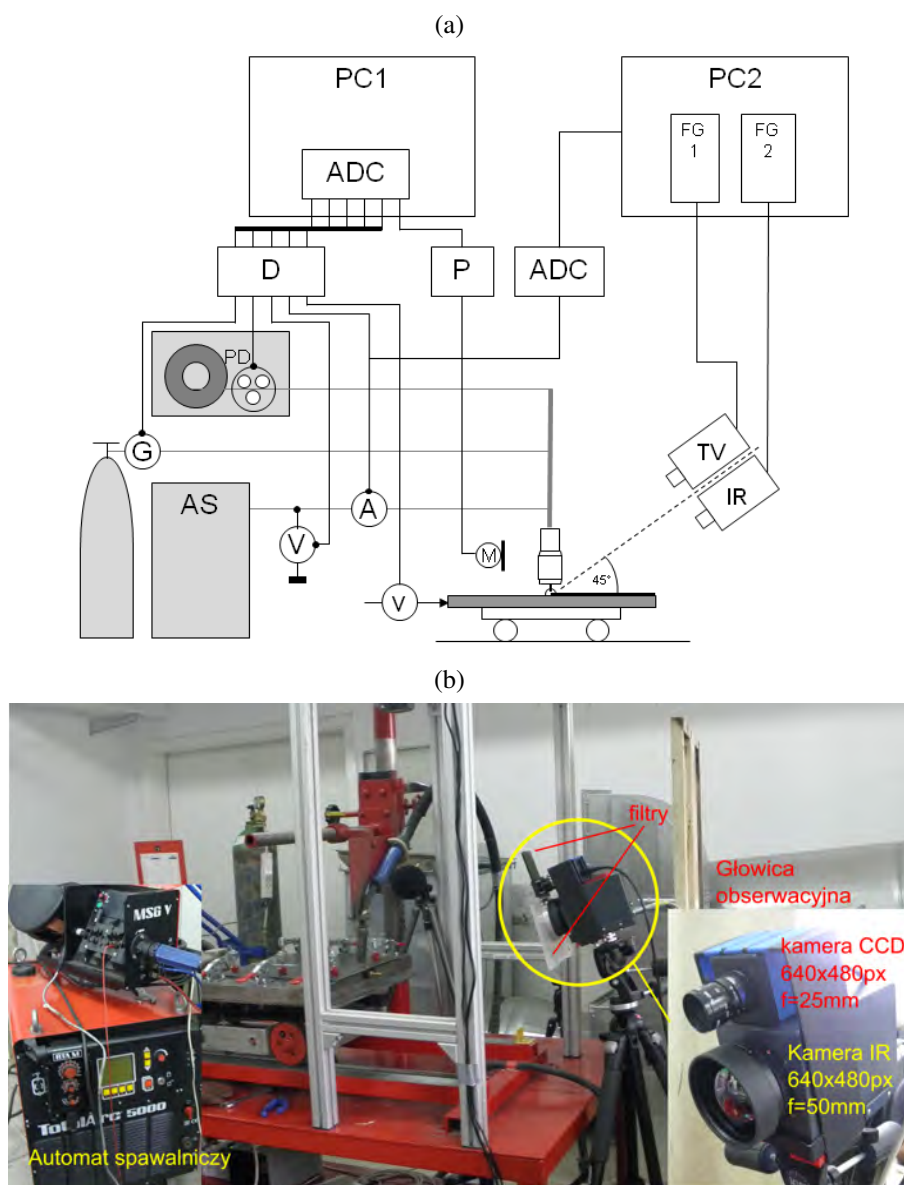 (a)
PC1
PC2
FG
1
FG
2
ADC
D
P
ADC
PD
G
TV
IR
AS
A
V
M
45°
V
(b)
filtry
Głowica
obserwacyjna
MSG V
kamera CCD
640x480px
f=25mm
Kamera IR
640x480px
f=50mm
5000
Automat spawalniczy